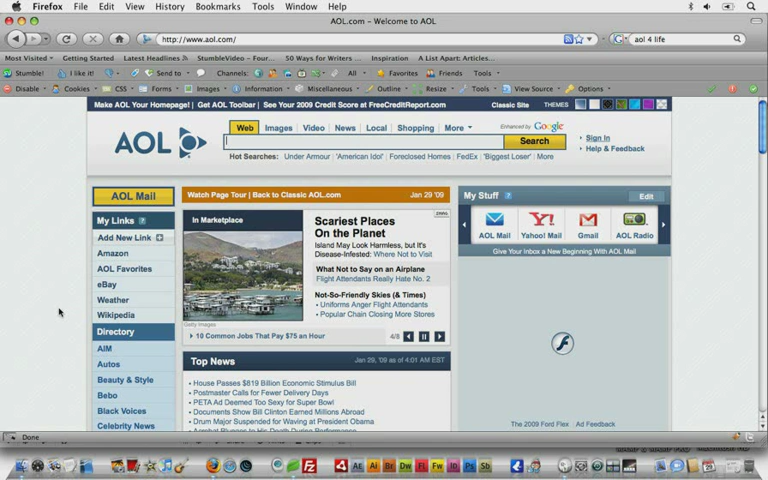 Firefox File Edit View History Bookmarks Tools Window Help
AOL.com - Welcome to AOL
http://www.aol.com/
aol 4 life
Most Visited Getting Started Latest Headlines StumbleVideo - Four... 50 Ways for Writers ... Inspiration A List Apart: Articles...
Stumble! I like it! Send to Channels: All Favorites Friends Tools
Disable Cookies CSS Forms Images Information Miscellaneous Outline Resize Tools View Source Options
Make AOL Your Homepage! | Get AOL Toolbar | See Your 2009 Credit Score at FreeCreditReport.com
Classic Site THEMES
Web Images Video News Local Shopping More
Enhanced by Google
AOL
Search
Sign In
Help & Feedback
Hot Searches: Under Armour 'American Idol' Foreclosed Homes FedEx 'Biggest Loser' More
AOL Mail
Watch Page Tour | Back to Classic AOL.com Jan 29 '09
My Stuff ? Edit
My Links ?
Add New Link +
Amazon
AOL Favorites
eBay
Weather
Wikipedia
Directory
AIM
Autos
Beauty & Style
Bebo
Black Voices
Celebrity News
In Marketplace
Getty Images
Scariest Places
On the Planet
Island May Look Harmless, but It's
Disease-Infested: Where Not to Visit
What Not to Say on an Airplane
Flight Attendants Really Hate No. 2
Not-So-Friendly Skies (& Times)
Uniforms Anger Flight Attendants
Popular Chain Closing More Stores
10 Common Jobs That Pay $75 an Hour
4/8
Top News
Jan 29, '09 as of 4:01 AM EST
House Passes $819 Billion Economic Stimulus Bill
Postmaster Calls for Fewer Delivery Days
PETA Ad Deemed Too Sexy for Super Bowl
Documents Show Bill Clinton Earned Millions Abroad
Drum Major Suspended for Waving at President Obama
AOL Mail Yahoo! Mail Gmail AOL Radio
Give Your Inbox a New Beginning With AOL Mail
The 2009 Ford Flex | Ad Feedback
Done
Ae Ai Br Dw Fl Fw Id Ps Sb